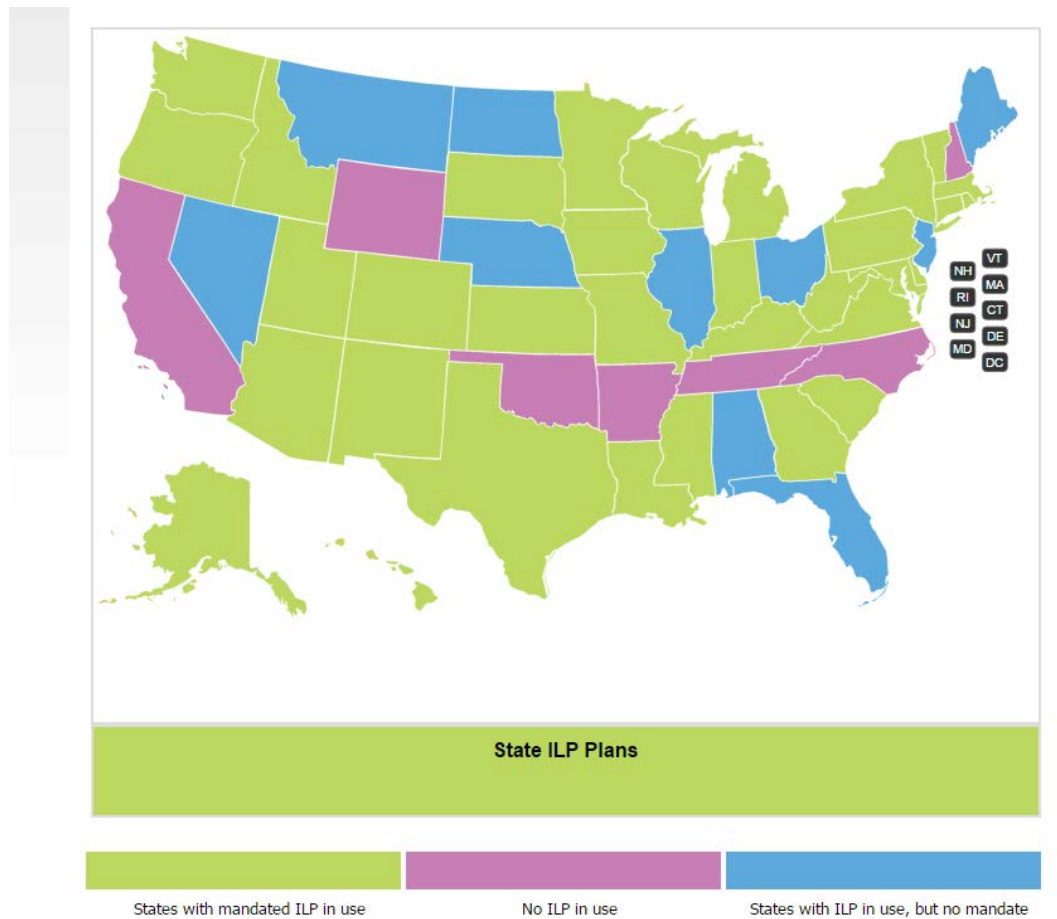 VT
NH
MA
RI
CT
NJ
DE
MD
DC
State ILP Plans
States with mandated ILP in use
No ILP in use
States with ILP in use, but no mandate